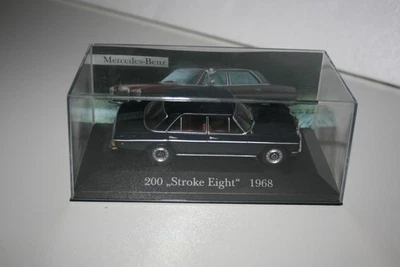 Mercedes-Benz
200 „Stroke Eight“ 1968